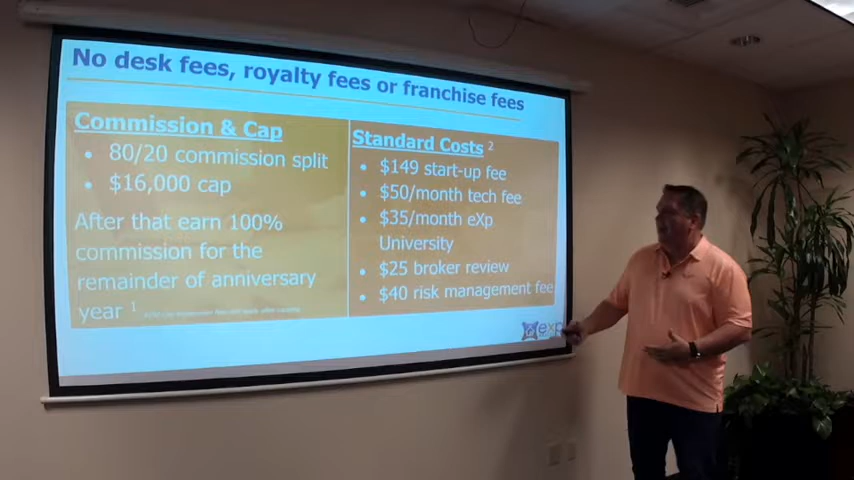 No desk fees, royalty fees or franchise fees
Commission & Cap
• 80/20 commission split
• $16,000 cap
After that earn 100%
commission for the
remainder of anniversary
year 1
Standard Costs 2
• $149 start-up fee
• $50/month tech fee
• $35/month eXp
University
• $25 broker review
• $40 risk management fee
exp